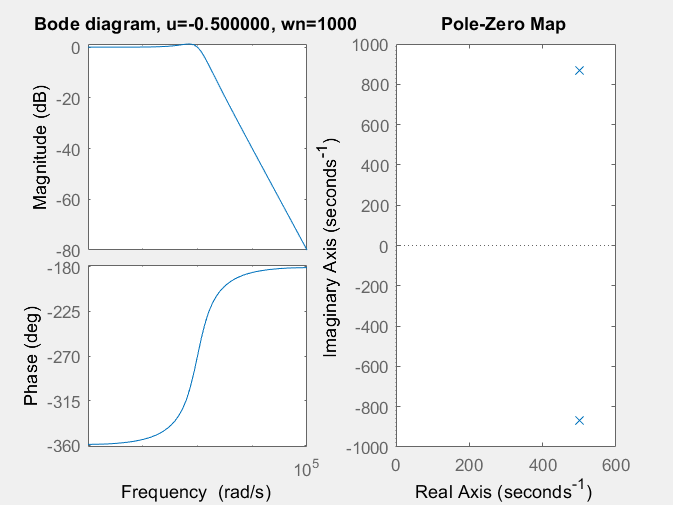 Bode diagram, u=-0.500000, wn=1000
Magnitude (dB)
0
-20
-40
-60
-80
Phase (deg)
-180
-225
-270
-315
-360
10^5
Frequency (rad/s)
Pole-Zero Map
Imaginary Axis (seconds^-1)
1000
800
600
400
200
0
-200
-400
-600
-800
-1000
0 200 400 600
Real Axis (seconds^-1)